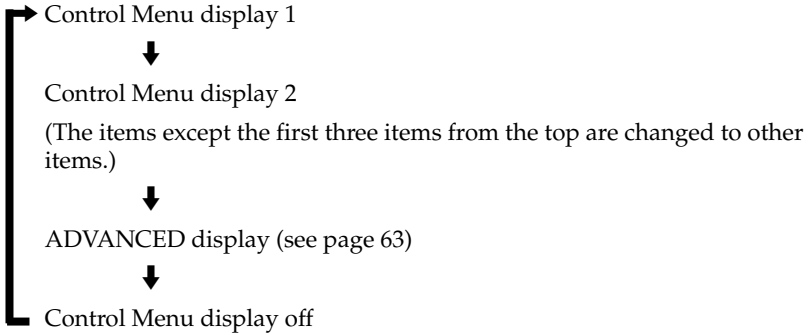 Control Menu display 1
Control Menu display 2
(The items except the first three items from the top are changed to other
items.)
ADVANCED display (see page 63)
Control Menu display off